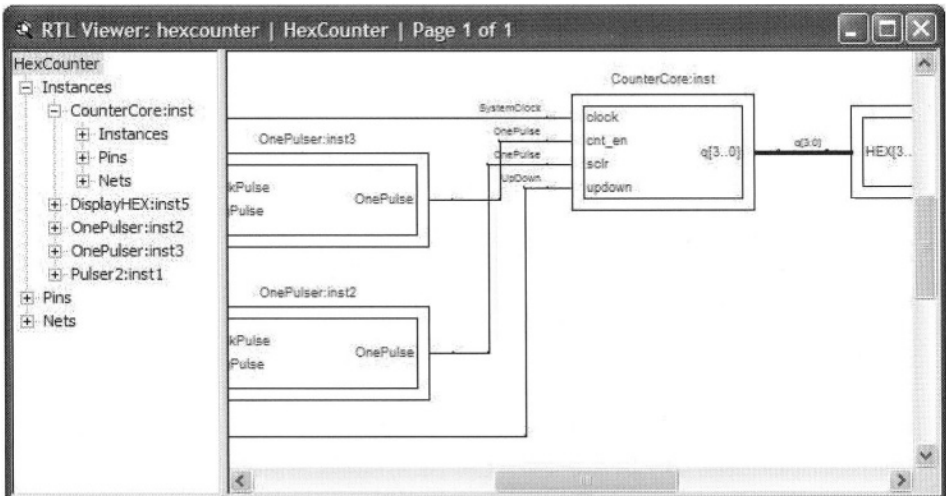 RTL Viewer: hexcounter | HexCounter | Page 1 of 1
HexCounter
Instances
CounterCore:inst
Instances
Pins
Nets
DisplayHEX:inst5
OnePulser:inst2
OnePulser:inst3
Pulser2:inst1
Pins
Nets
CounterCore:inst
SystemClock
clock
OnePulse
cnt_en
OnePulse
sclr
UpDown
updown
q[3..0]
q[3:0]
HEX[3..
OnePulser:inst3
kPulse
OnePulse
gPulse
OnePulser:inst2
kPulse
OnePulse
gPulse